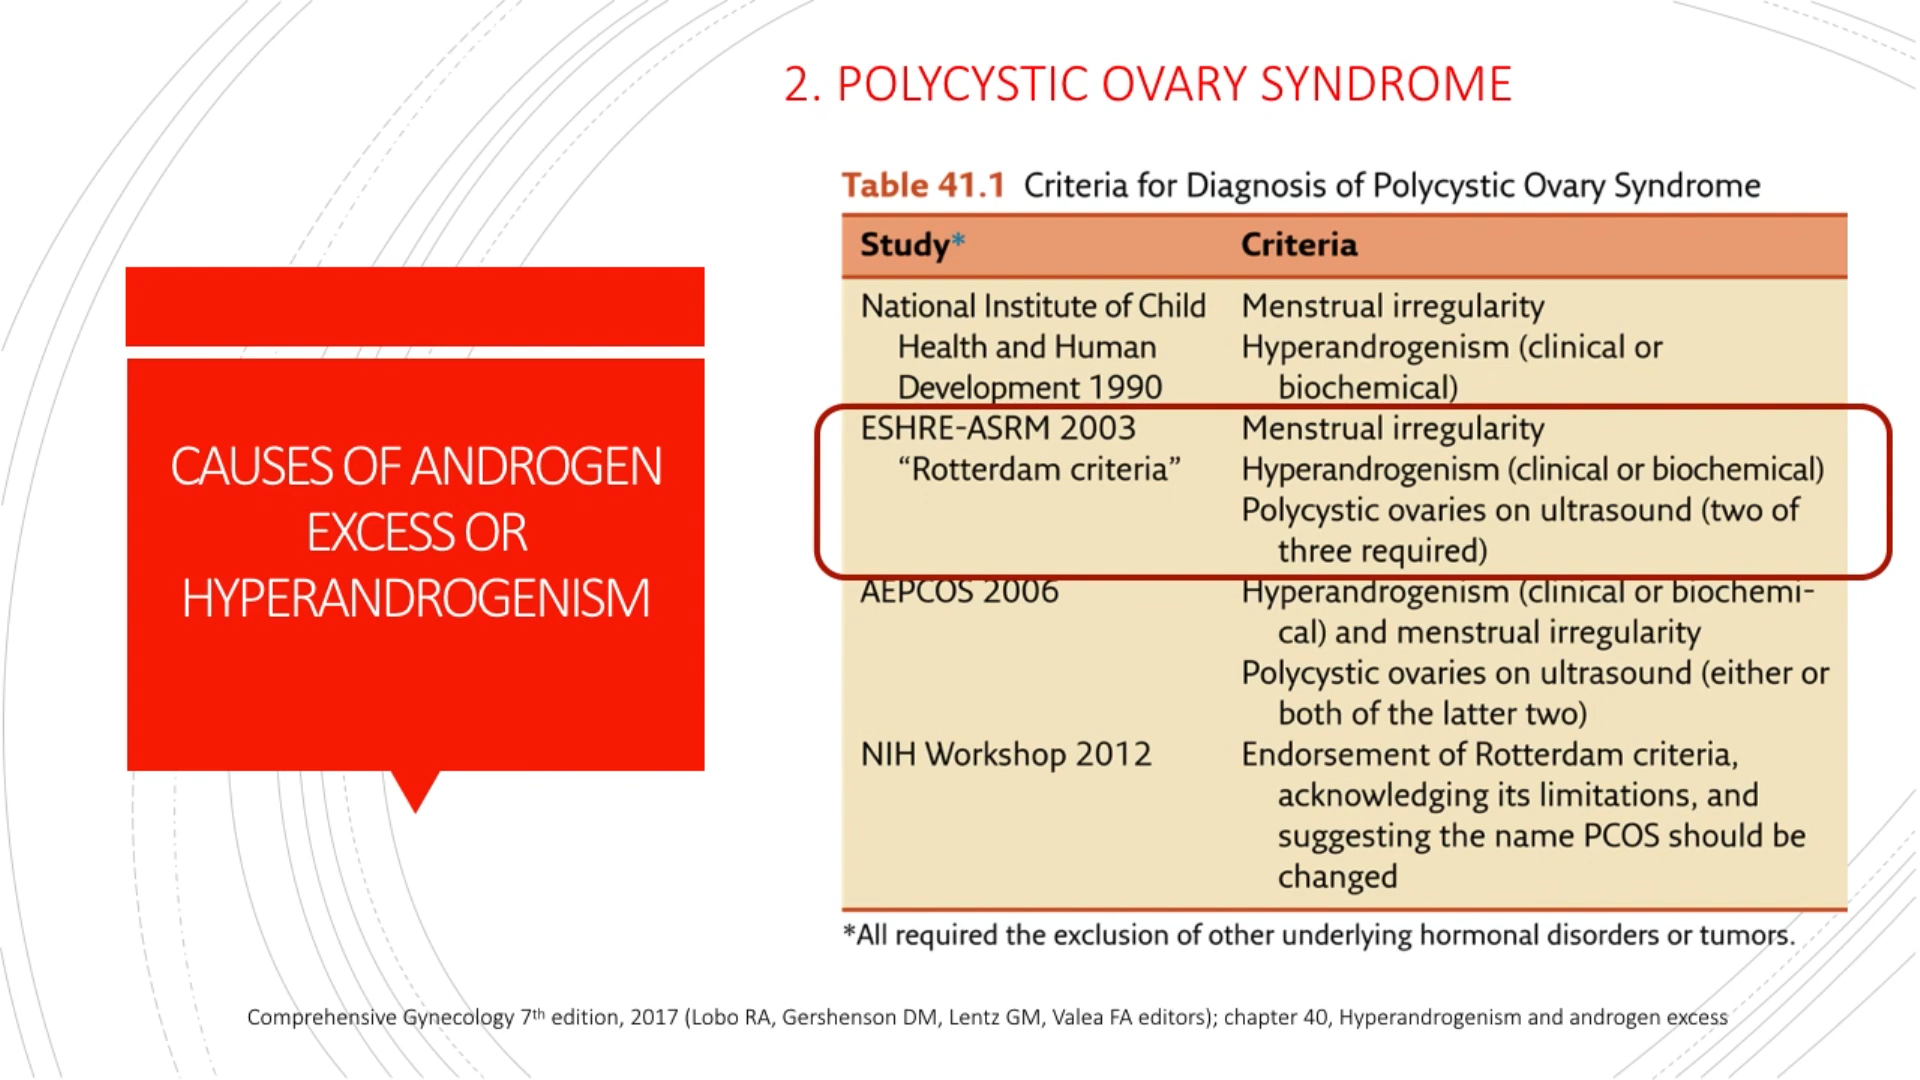 2. POLYCYSTIC OVARY SYNDROME
CAUSES OF ANDROGEN
EXCESS OR
HYPERANDROGENISM
Table 41.1 Criteria for Diagnosis of Polycystic Ovary Syndrome
Study* Criteria
National Institute of Child Menstrual irregularity
Health and Human Hyperandrogenism (clinical or
Development 1990 biochemical)
ESHRE-ASRM 2003 Menstrual irregularity
“Rotterdam criteria” Hyperandrogenism (clinical or biochemical)
Polycystic ovaries on ultrasound (two of
three required)
AEPCOS 2006 Hyperandrogenism (clinical or biochemi-
cal) and menstrual irregularity
Polycystic ovaries on ultrasound (either or
both of the latter two)
NIH Workshop 2012 Endorsement of Rotterdam criteria,
acknowledging its limitations, and
suggesting the name PCOS should be
changed
*All required the exclusion of other underlying hormonal disorders or tumors.
Comprehensive Gynecology 7th edition, 2017 (Lobo RA, Gershenson DM, Lentz GM, Valea FA editors); chapter 40, Hyperandrogenism and androgen excess